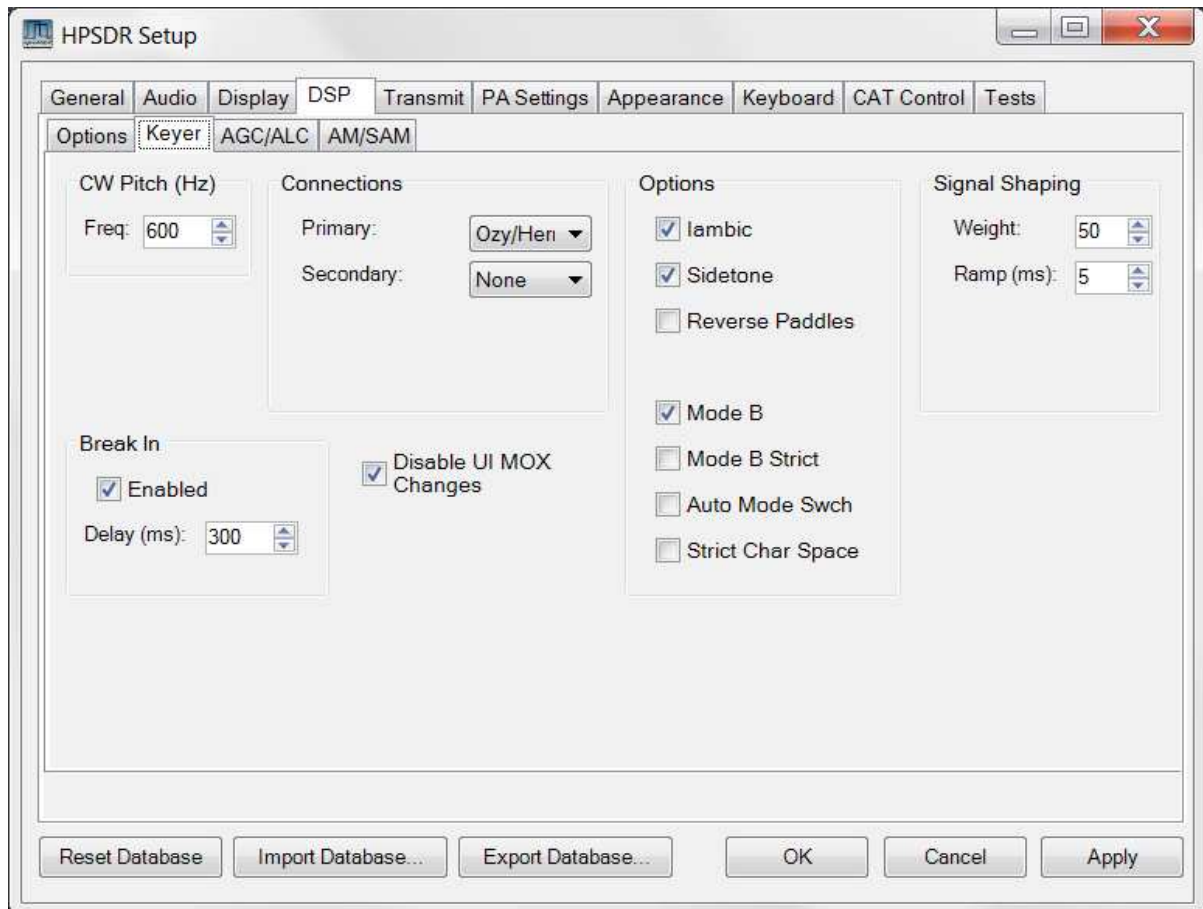 HPSDR Setup
General Audio Display DSP Transmit PA Settings Appearance Keyboard CAT Control Tests
Options Keyer AGC/ALC AM/SAM
CW Pitch (Hz)
Freq: 600
Connections
Primary: Ozy/Herr
Secondary: None
Options
Iambic
Sidetone
Reverse Paddles
Mode B
Mode B Strict
Auto Mode Swch
Strict Char Space
Signal Shaping
Weight: 50
Ramp (ms): 5
Break In
Enabled
Delay (ms): 300
Disable UI MOX
Changes
Reset Database Import Database... Export Database... OK Cancel Apply